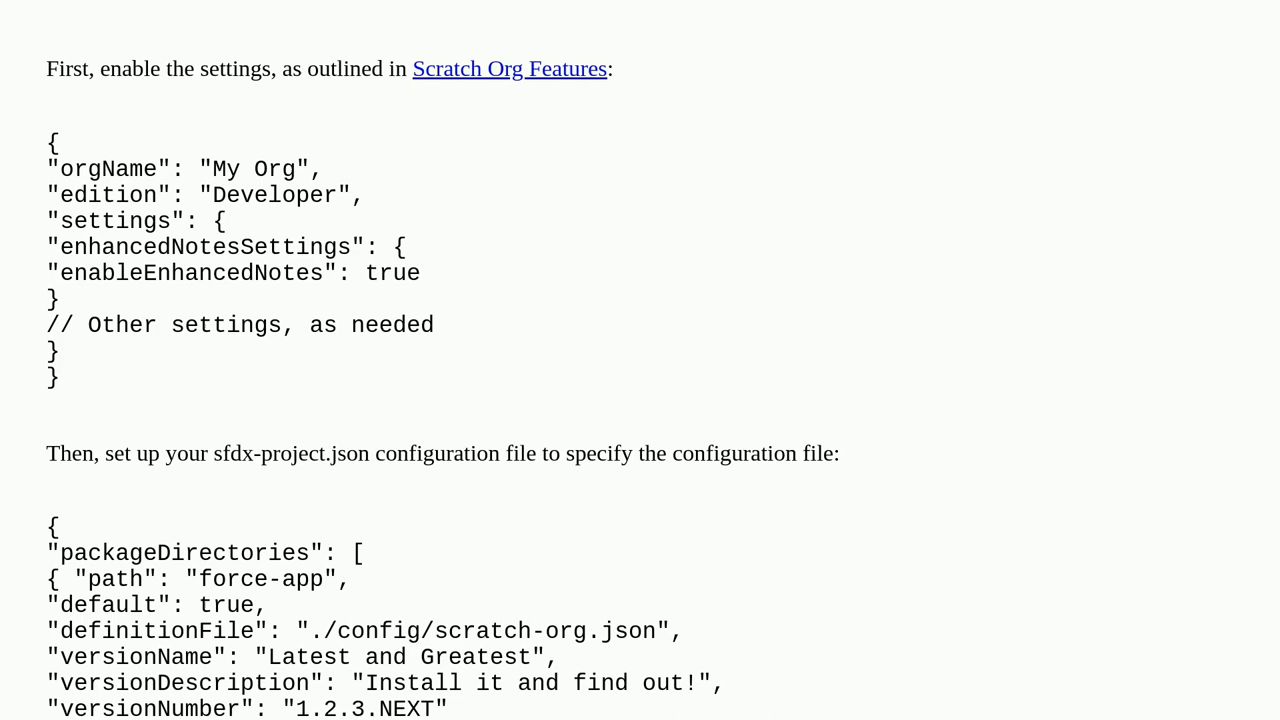 First, enable the settings, as outlined in Scratch Org Features:
{
"orgName": "My Org",
"edition": "Developer",
"settings": {
"enhancedNotesSettings": {
"enableEnhancedNotes": true
}
// Other settings, as needed
}
}
Then, set up your sfdx-project.json configuration file to specify the configuration file:
{
"packageDirectories": [
{ "path": "force-app",
"default": true,
"definitionFile": "./config/scratch-org.json",
"versionName": "Latest and Greatest",
"versionDescription": "Install it and find out!",
"versionNumber": "1.2.3.NEXT"